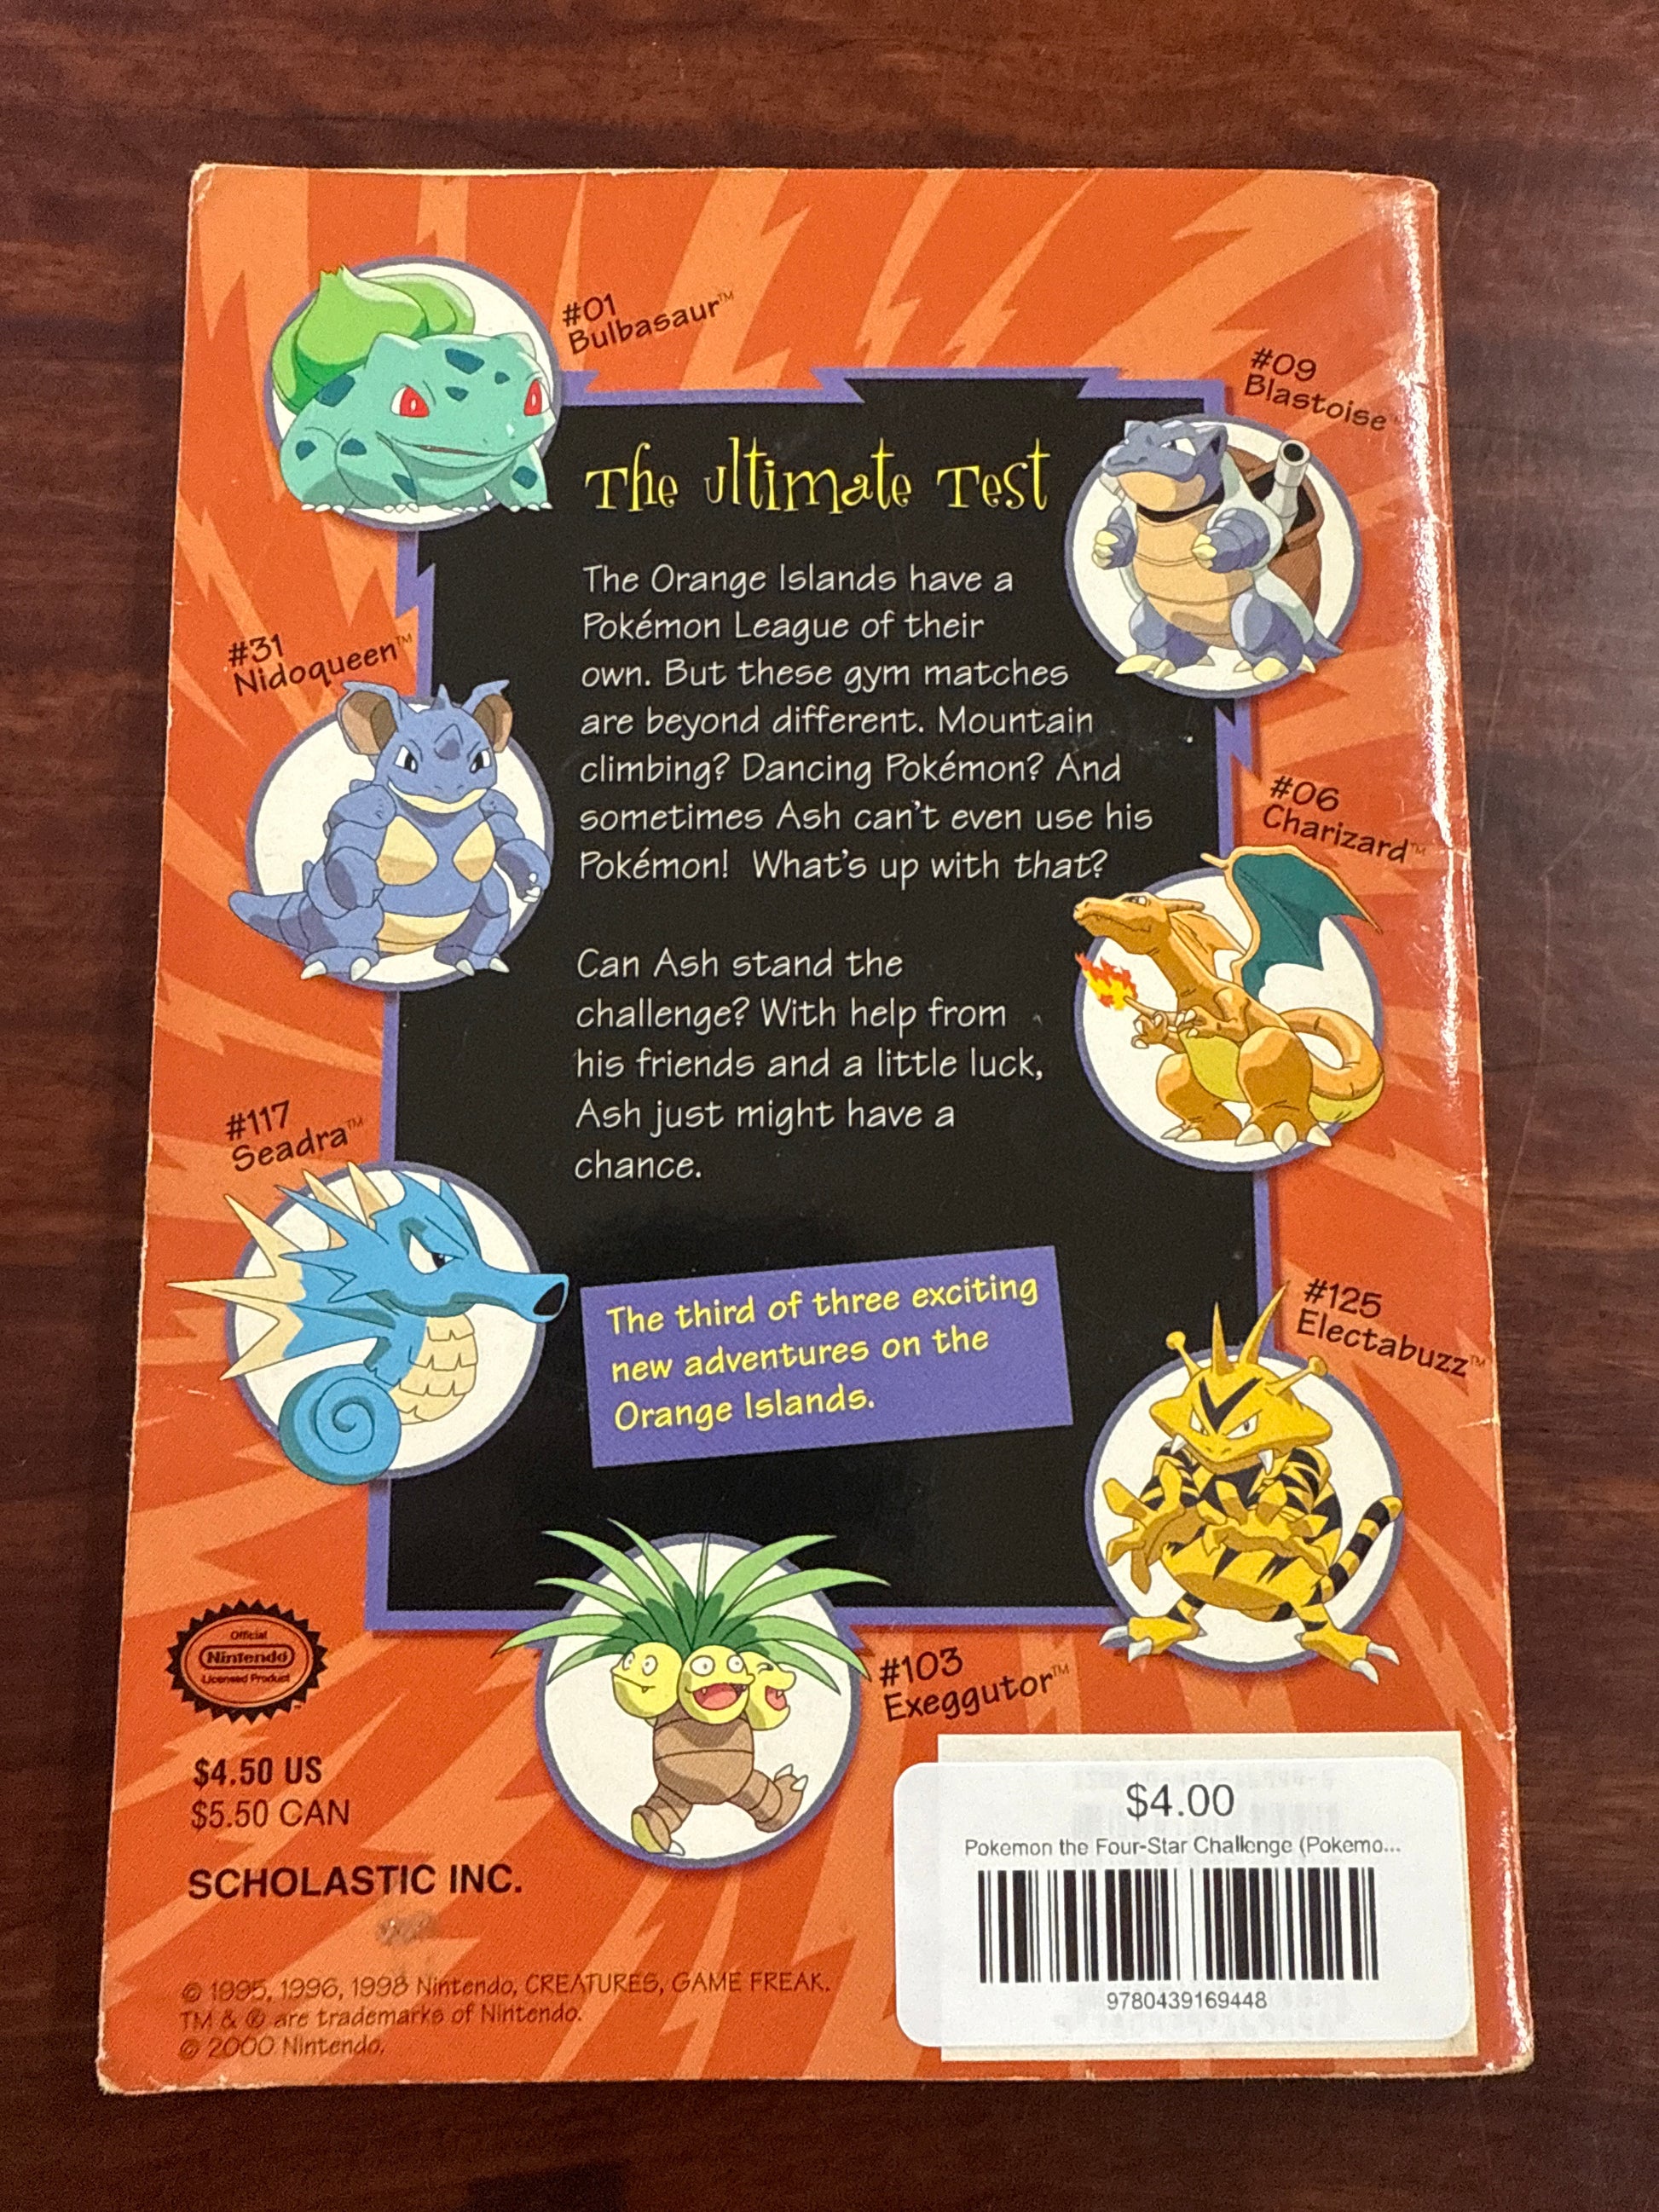 #01
Bulbasaur™
#09
Blastoise™
The Ultimate Test
The Orange Islands have a
Pokémon League of their
own. But these gym matches
are beyond different. Mountain
climbing? Dancing Pokémon? And
sometimes Ash can't even use his
Pokémon! What's up with that?
#31
Nidoqueen™
#06
Charizard™
Can Ash stand the
challenge? With help from
his friends and a little luck,
Ash just might have a
chance.
#117
Seadra™
The third of three exciting
new adventures on the
Orange Islands.
#125
Electabuzz™
#103
Exeggutor™
Official
Nintendo
Licensed Product
$4.50 US
$5.50 CAN
SCHOLASTIC INC.
© 1995, 1996, 1998 Nintendo, CREATURES, GAME FREAK.
TM & ® are trademarks of Nintendo.
© 2000 Nintendo.
$4.00
Pokemon the Four-Star Challenge (Pokemo...
9780439169448